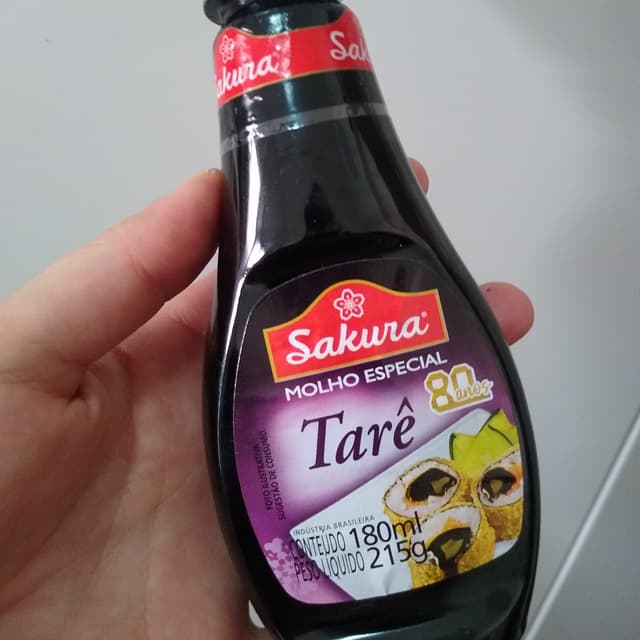 Sakura
Sak
Sakura®
MOLHO ESPECIAL
80 anos
Tarê
FOTO ILUSTRATIVA
SUGESTÃO DE CONSUMO
INDÚSTRIA BRASILEIRA
CONTEÚDO 180ml
PESO LÍQUIDO 215g